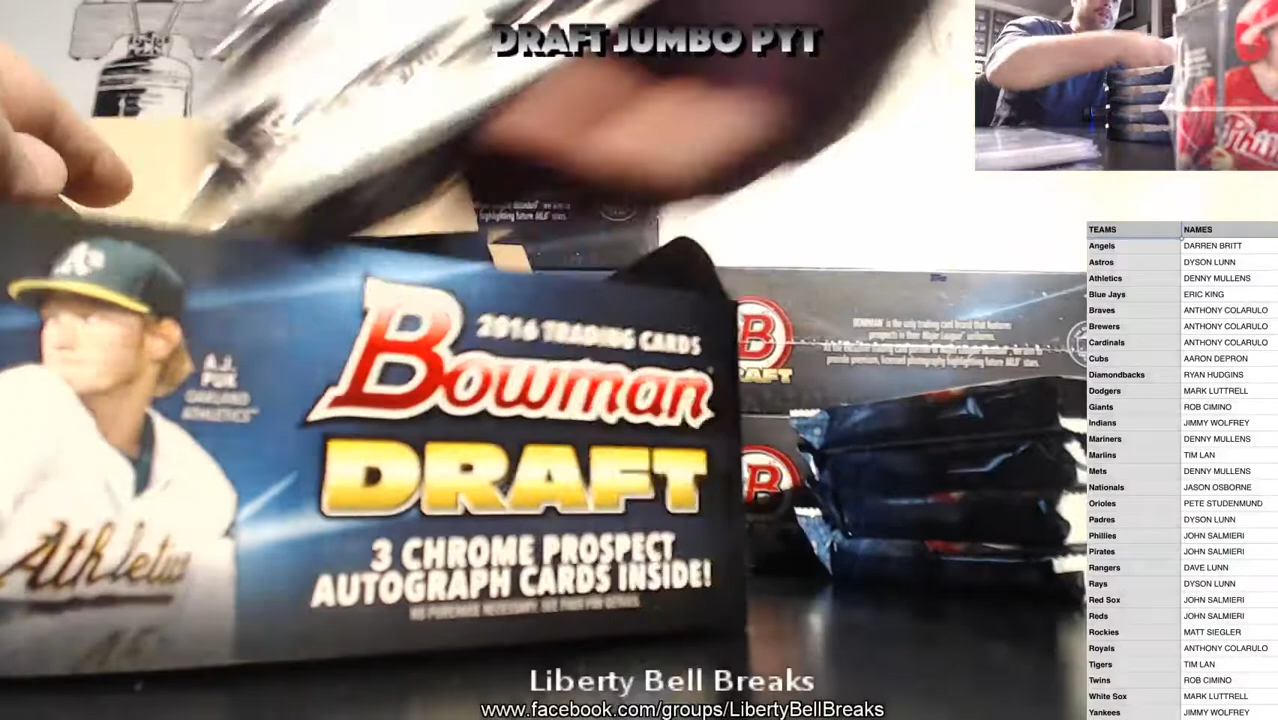 DRAFT JUMBO PYT
A.J.
PUK
OAKLAND
ATHLETICS
2016 TRADING CARDS
Bowman
DRAFT
3 CHROME PROSPECT
AUTOGRAPH CARDS INSIDE!
Athletics
B
DRAFT
B
Liberty Bell Breaks
www.facebook.com/groups/LibertyBellBreaks
TEAMS NAMES
Angels DARREN BRITT
Astros DYSON LUNN
Athletics DENNY MULLENS
Blue Jays ERIC KING
Braves ANTHONY COLARULO
Brewers ANTHONY COLARULO
Cardinals ANTHONY COLARULO
Cubs AARON DEPRON
Diamondbacks RYAN HUDGINS
Dodgers MARK LUTTRELL
Giants ROB CIMINO
Indians JIMMY WOLFREY
Mariners DENNY MULLENS
Marlins TIM LAN
Mets DENNY MULLENS
Nationals JASON OSBORNE
Orioles PETE STUDENMUND
Padres DYSON LUNN
Phillies JOHN SALMIERI
Pirates JOHN SALMIERI
Rangers DAVE LUNN
Rays DYSON LUNN
Red Sox JOHN SALMIERI
Reds JOHN SALMIERI
Rockies MATT SIEGLER
Royals ANTHONY COLARULO
Tigers TIM LAN
Twins ROB CIMINO
White Sox MARK LUTTRELL
Yankees JIMMY WOLFREY